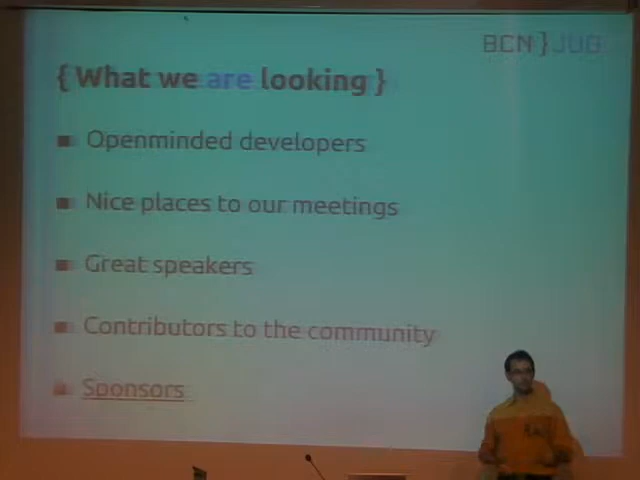 BCN}JUG
{What we are looking}
Openminded developers
Nice places to our meetings
Great speakers
Contributors to the community
Sponsors